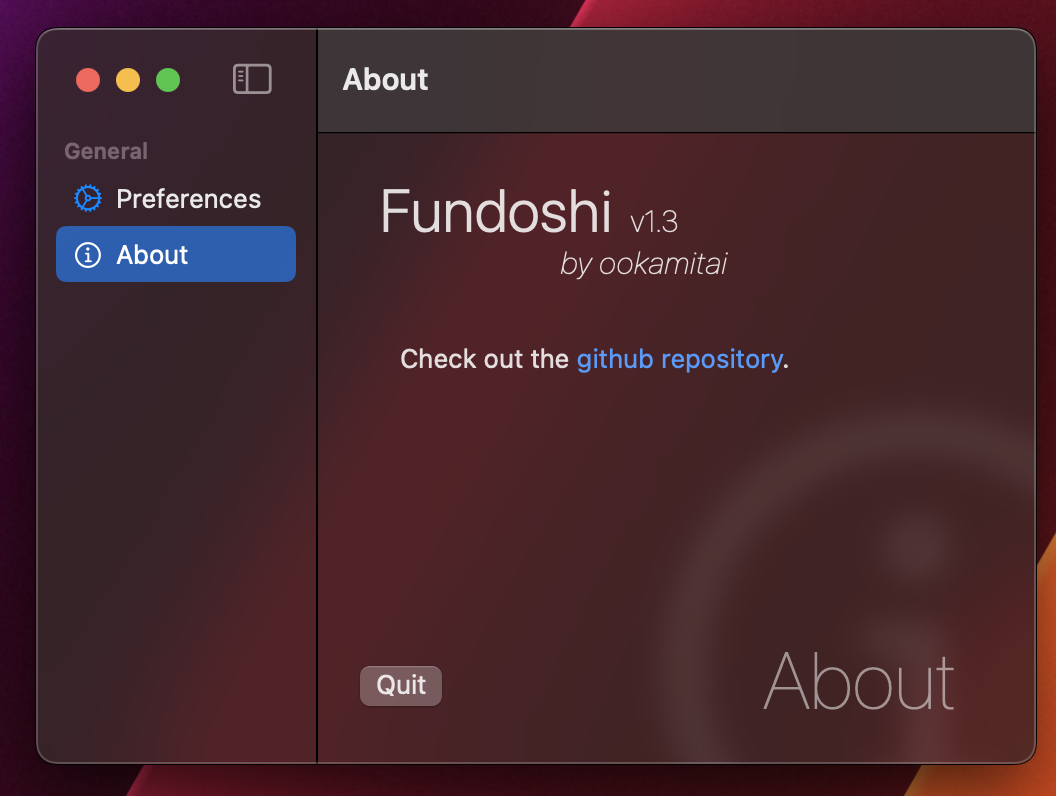 About
General
Preferences
About
Fundoshi v1.3
by ookamitai
Check out the github repository.
Quit
About